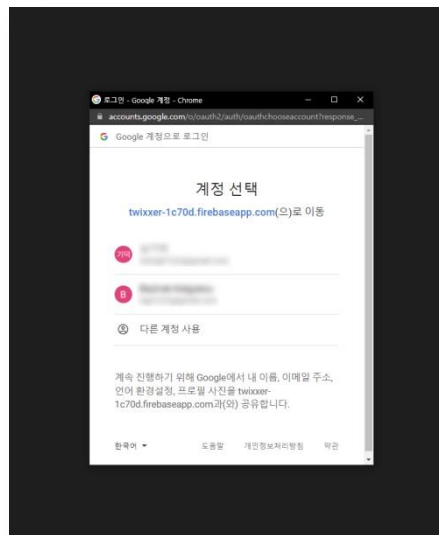 로그인 - Google 계정 - Chrome
accounts.google.com/o/oauth2/auth/oauthchooseaccount?response_...
Google 계정으로 로그인
계정 선택
twixxer-1c70d.firebaseapp.com(으)로 이동
기덕
B
다른 계정 사용
계속 진행하기 위해 Google에서 내 이름, 이메일 주소,
언어 환경설정, 프로필 사진을 twixxer-
1c70d.firebaseapp.com과(와) 공유합니다.
한국어 도움말 개인정보처리방침 약관